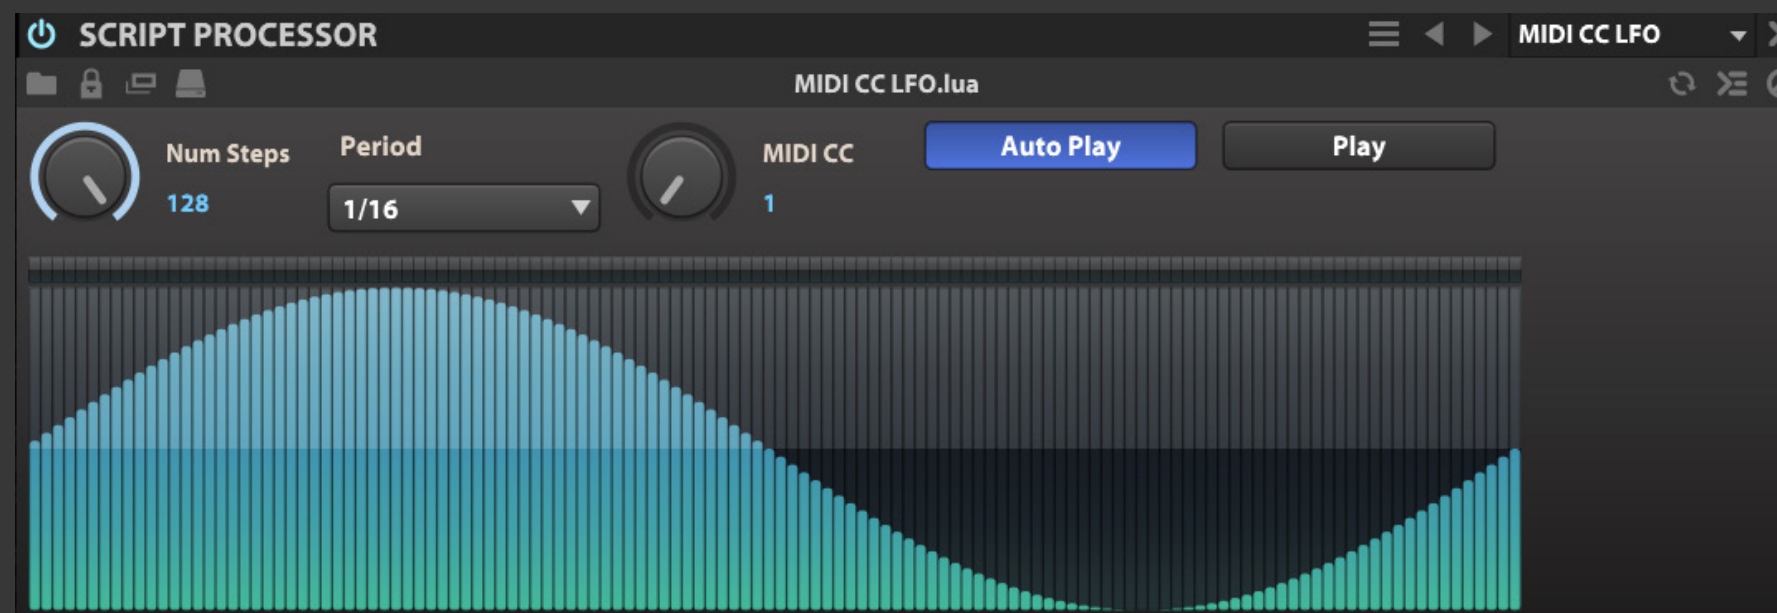 SCRIPT PROCESSOR
MIDI CC LFO
MIDI CC LFO.lua
Num Steps
128
Period
1/16
MIDI CC
1
Auto Play
Play